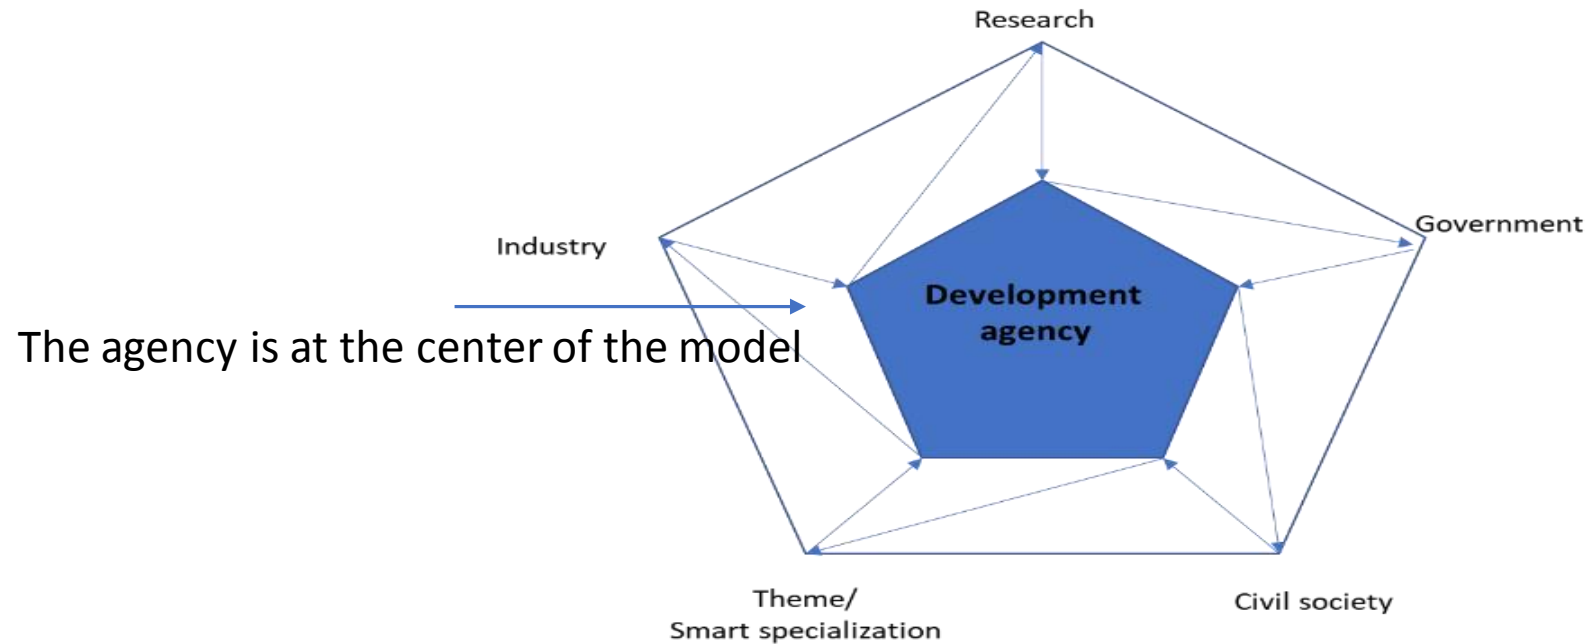 Research
Government
Industry
Development
agency
The agency is at the center of the model
Theme/
Smart specialization
Civil society